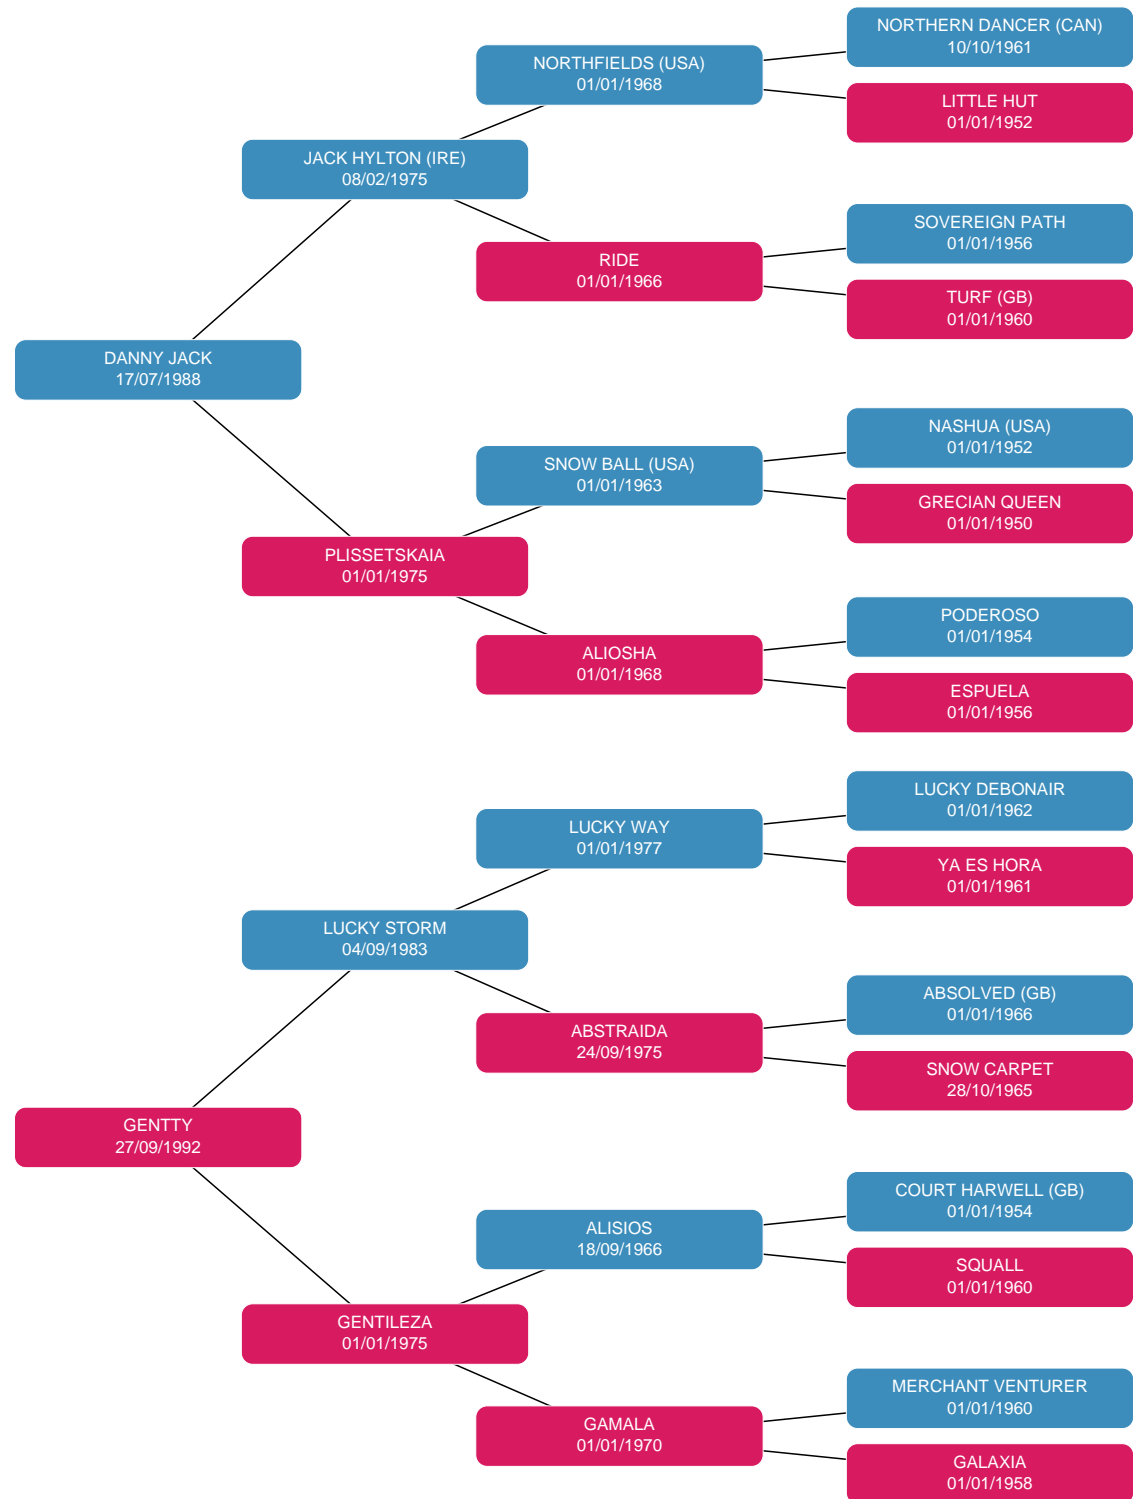 NORTHERN DANCER (CAN)
10/10/1961
NORTHFIELDS (USA)
01/01/1968
LITTLE HUT
01/01/1952
JACK HYLTON (IRE)
08/02/1975
SOVEREIGN PATH
01/01/1956
RIDE
01/01/1966
TURF (GB)
01/01/1960
DANNY JACK
17/07/1988
NASHUA (USA)
01/01/1952
SNOW BALL (USA)
01/01/1963
GRECIAN QUEEN
01/01/1950
PLISSETSKAIA
01/01/1975
PODEROSO
01/01/1954
ALIOSHA
01/01/1968
ESPUELA
01/01/1956
LUCKY DEBONAIR
01/01/1962
LUCKY WAY
01/01/1977
YA ES HORA
01/01/1961
LUCKY STORM
04/09/1983
ABSOLVED (GB)
01/01/1966
ABSTRAIDA
24/09/1975
SNOW CARPET
28/10/1965
GENTTY
27/09/1992
COURT HARWELL (GB)
01/01/1954
ALISIOS
18/09/1966
SQUALL
01/01/1960
GENTILEZA
01/01/1975
MERCHANT VENTURER
01/01/1960
GAMALA
01/01/1970
GALAXIA
01/01/1958